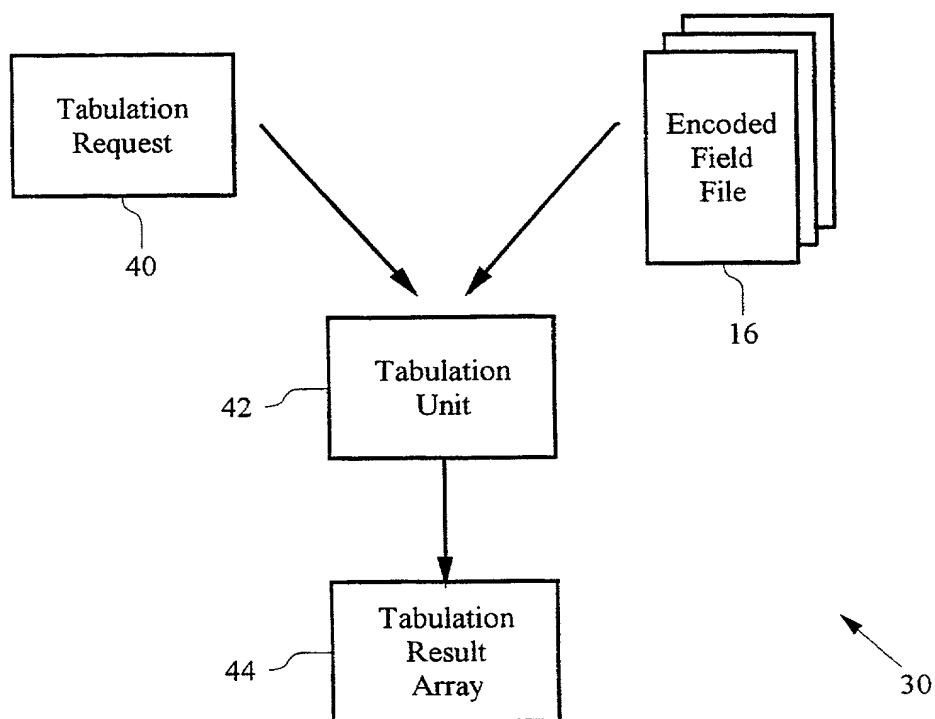 Tabulation
Request
40
Encoded
Field
File
16
Tabulation
Unit
42
Tabulation
Result
Array
44
30